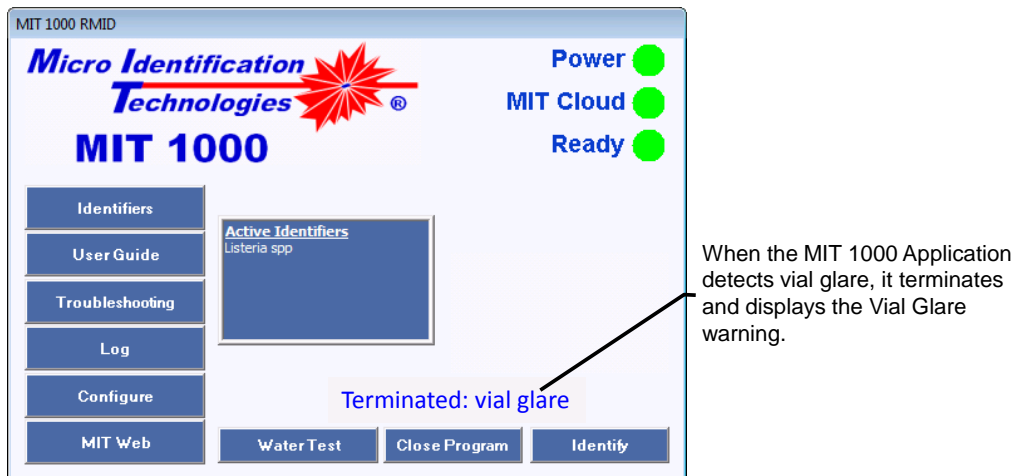 MIT 1000 RMID
Micro Identification
Technologies ®
MIT 1000
Power
MIT Cloud
Ready
Identifiers
User Guide
Troubleshooting
Log
Configure
MIT Web
Active Identifiers
Listeria spp
Terminated: vial glare
Water Test
Close Program
Identify
When the MIT 1000 Application
detects vial glare, it terminates
and displays the Vial Glare
warning.